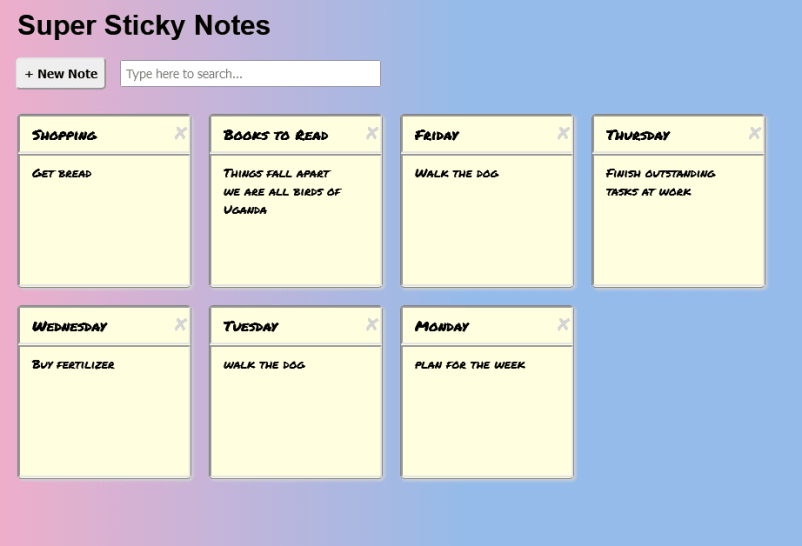 Super Sticky Notes
+ New Note
Type here to search...
Shopping
x
Get bread
Books to Read
x
Things fall apart
we are all birds of
Uganda
Friday
x
Walk the dog
Thursday
x
Finish outstanding
tasks at work
Wednesday
x
Buy fertilizer
Tuesday
x
walk the dog
Monday
x
plan for the week